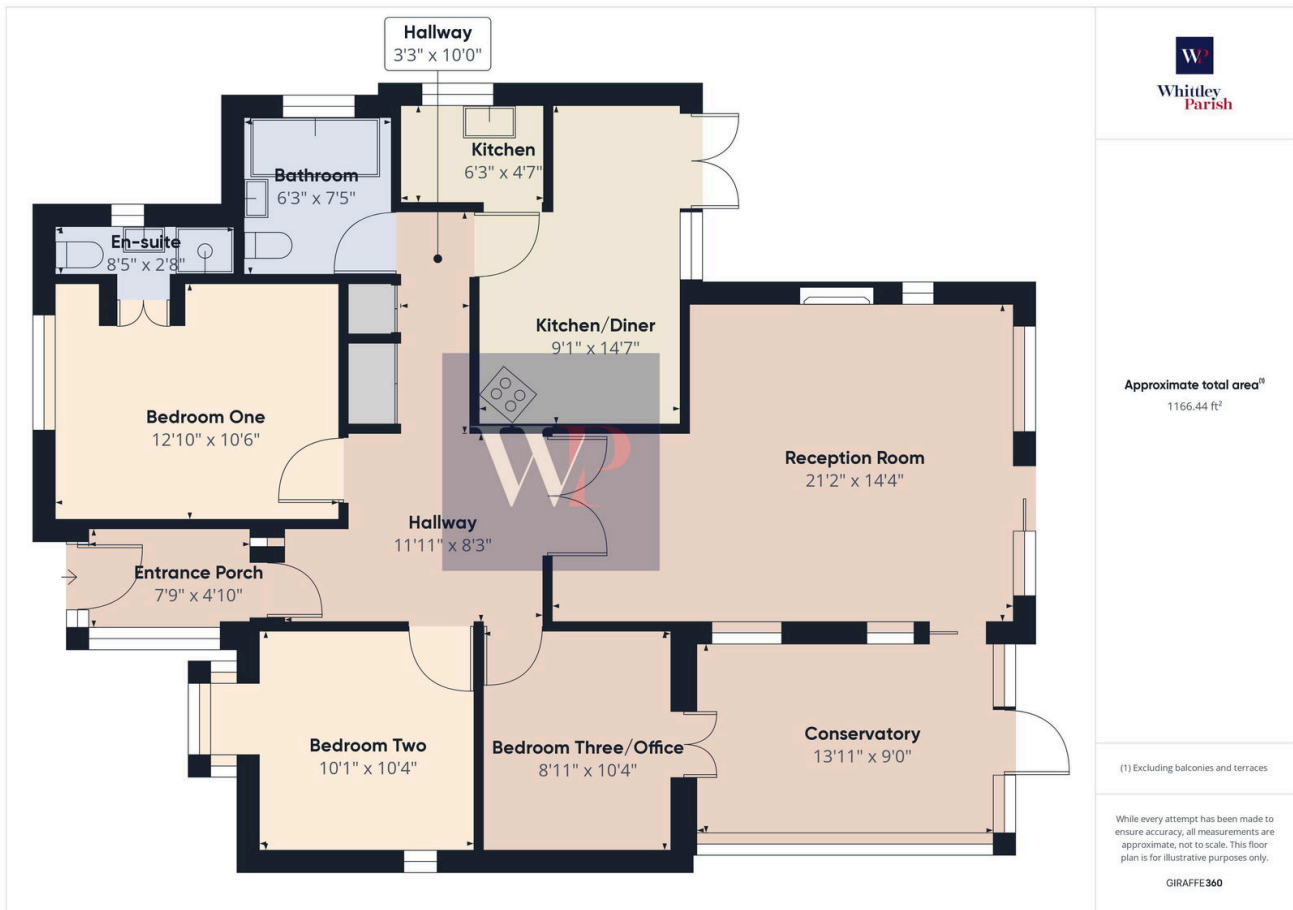 Hallway
3'3" x 10'0"
Kitchen
6'3" x 4'7"
Bathroom
6'3" x 7'5"
En-suite
8'5" x 2'8"
Kitchen/Diner
9'1" x 14'7"
Bedroom One
12'10" x 10'6"
Reception Room
21'2" x 14'4"
WP
Hallway
11'11" x 8'3"
Entrance Porch
7'9" x 4'10"
Bedroom Two
10'1" x 10'4"
Bedroom Three/Office
8'11" x 10'4"
Conservatory
13'11" x 9'0"
WP
Whittley
Parish
Approximate total area(1)
1166.44 ft²
(1) Excluding balconies and terraces
While every attempt has been made to
ensure accuracy, all measurements are
approximate, not to scale. This floor
plan is for illustrative purposes only.
GIRAFFE360